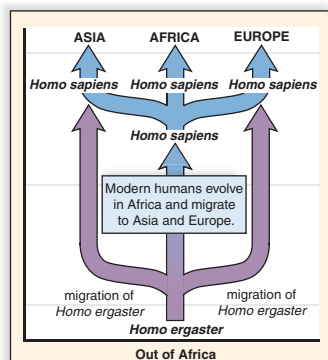 ASIA AFRICA EUROPE
Homo sapiens Homo sapiens Homo sapiens
Homo sapiens
Modern humans evolve
in Africa and migrate
to Asia and Europe.
migration of
Homo ergaster
migration of
Homo ergaster
Homo ergaster
Out of Africa